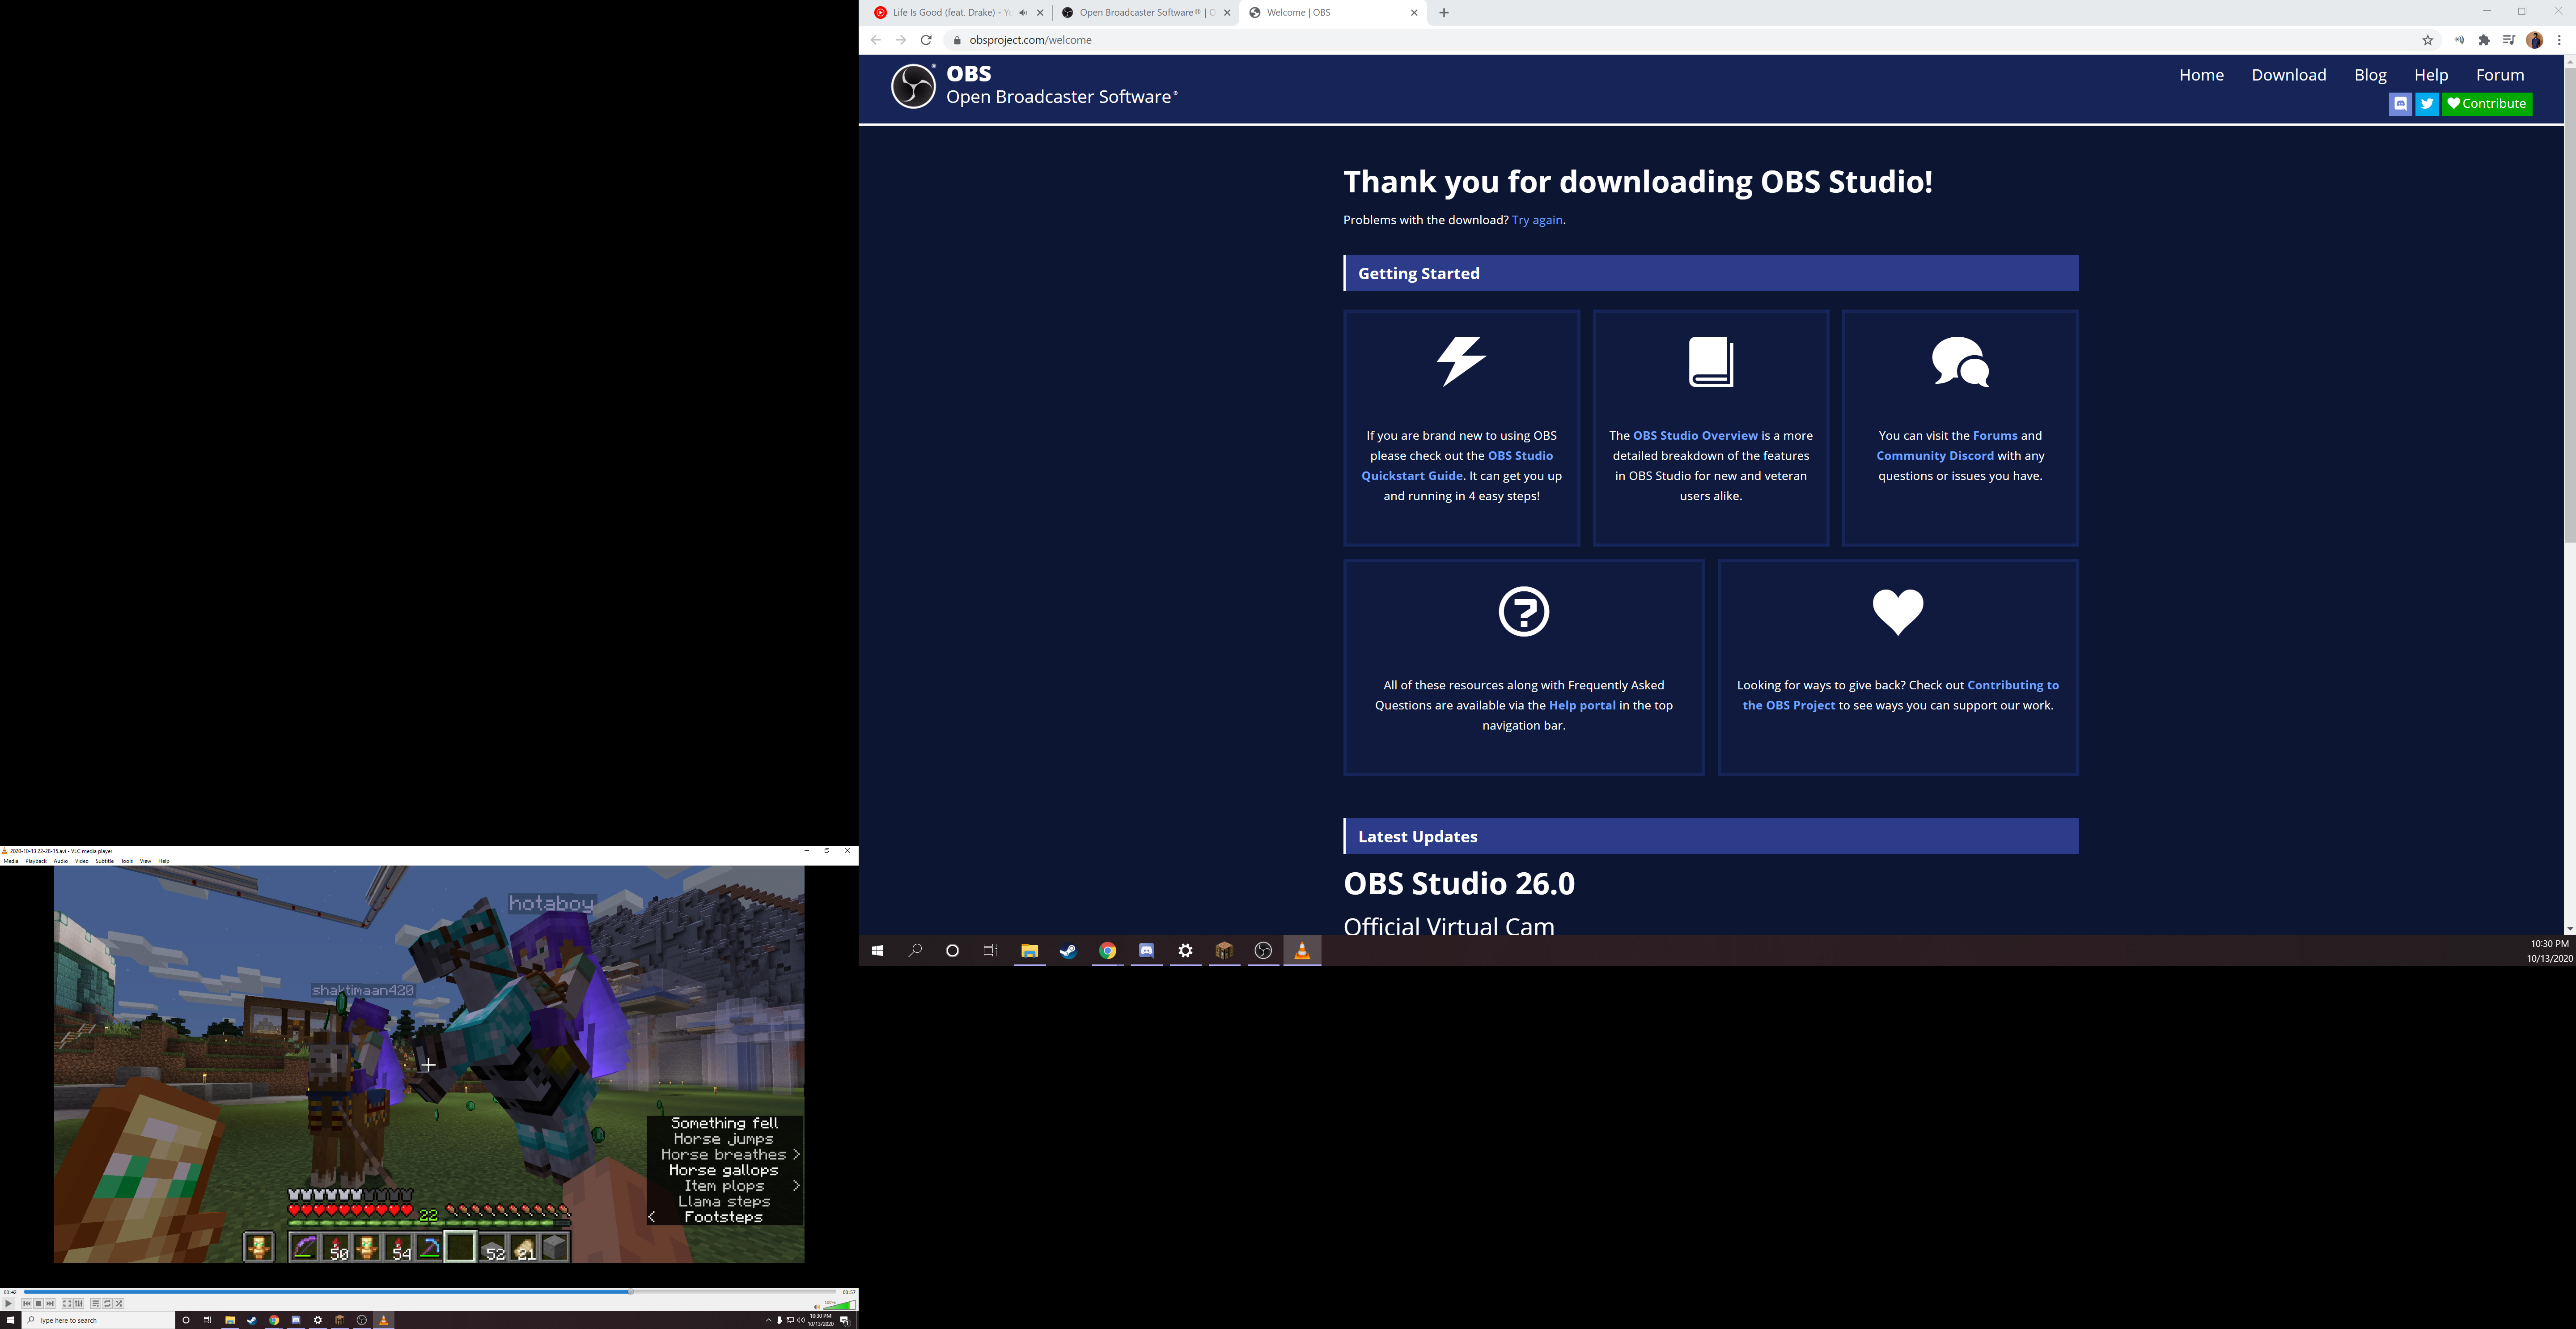 Life Is Good (feat. Drake) - Yo
Open Broadcaster Software® | O
Welcome | OBS
obsproject.com/welcome
OBS
Open Broadcaster Software®
Home
Download
Blog
Help
Forum
Contribute
Thank you for downloading OBS Studio!
Problems with the download? Try again.
Getting Started
If you are brand new to using OBS
please check out the OBS Studio
Quickstart Guide. It can get you up
and running in 4 easy steps!
The OBS Studio Overview is a more
detailed breakdown of the features
in OBS Studio for new and veteran
users alike.
You can visit the Forums and
Community Discord with any
questions or issues you have.
All of these resources along with Frequently Asked
Questions are available via the Help portal in the top
navigation bar.
Looking for ways to give back? Check out Contributing to
the OBS Project to see ways you can support our work.
Latest Updates
OBS Studio 26.0
Official Virtual Cam
10:30 PM
10/13/2020
2020-10-13 22-28-15.avi - VLC media player
Media Playback Audio Video Subtitle Tools View Help
hotaboy
shaktimaan420
Something fell
Horse jumps
Horse breathes >
Horse gallops
Item plops >
Llama steps
< Footsteps
22
50
54
52
21
00:42
00:57
100%
Type here to search
10:30 PM
10/13/2020